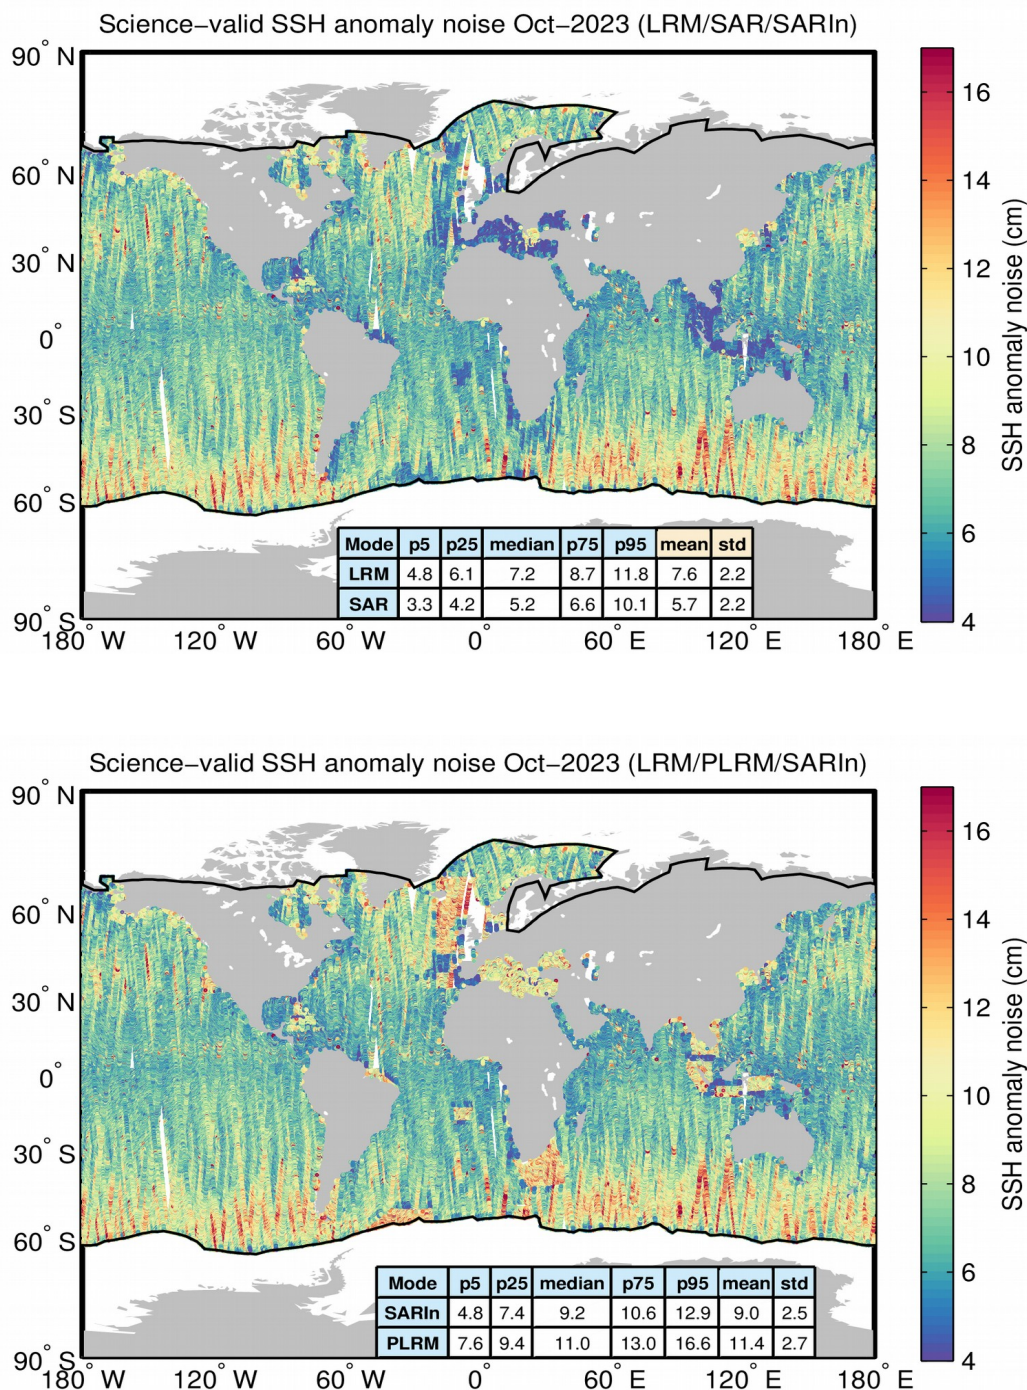 Science−valid SSH anomaly noise Oct−2023 (LRM/SAR/SARIn)
90° N
60° N
30° N
0°
30° S
60° S
90° S
180° W 120° W 60° W 0° 60° E 120° E 180° E
Mode p5 p25 median p75 p95 mean std
LRM 4.8 6.1 7.2 8.7 11.8 7.6 2.2
SAR 3.3 4.2 5.2 6.6 10.1 5.7 2.2
16
14
12
10
8
6
4
SSH anomaly noise (cm)
Science−valid SSH anomaly noise Oct−2023 (LRM/PLRM/SARIn)
90° N
60° N
30° N
0°
30° S
60° S
90° S
180° W 120° W 60° W 0° 60° E 120° E 180° E
Mode p5 p25 median p75 p95 mean std
SARIn 4.8 7.4 9.2 10.6 12.9 9.0 2.5
PLRM 7.6 9.4 11.0 13.0 16.6 11.4 2.7
16
14
12
10
8
6
4
SSH anomaly noise (cm)